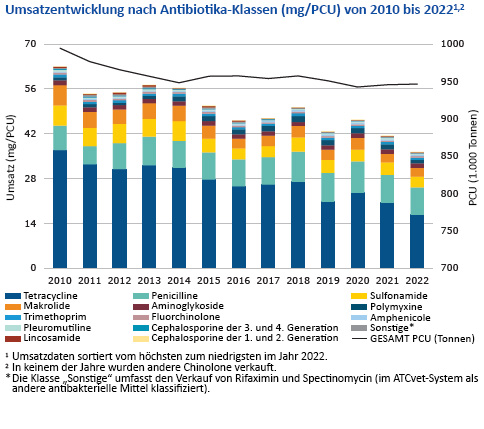 Umsatzentwicklung nach Antibiotika-Klassen (mg/PCU) von 2010 bis 2022¹,²
70
56
42
28
14
0
Umsatz (mg/PCU)
1000
950
900
850
800
750
700
PCU (1.000 Tonnen)
2010 2011 2012 2013 2014 2015 2016 2017 2018 2019 2020 2021 2022
Tetracycline Penicilline Sulfonamide
Makrolide Aminoglykoside Polymyxine
Trimethoprim Fluorchinolone Amphenicole
Pleuromutiline Cephalosporine der 3. und 4. Generation Sonstige*
Lincosamide Cephalosporine der 1. und 2. Generation GESAMT PCU (Tonnen)
¹ Umsatzdaten sortiert vom höchsten zum niedrigsten im Jahr 2022.
² In keinem der Jahre wurden andere Chinolone verkauft.
* Die Klasse „Sonstige“ umfasst den Verkauf von Rifaximin und Spectinomycin (im ATCvet-System als
andere antibakterielle Mittel klassifiziert).